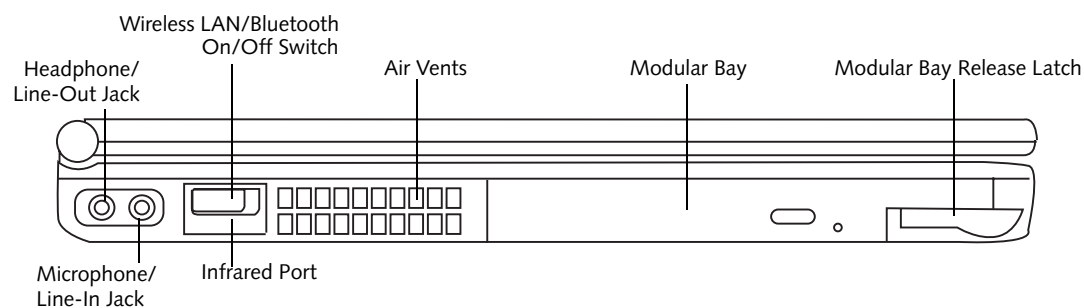 Wireless LAN/Bluetooth
On/Off Switch
Headphone/
Line-Out Jack
Air Vents
Modular Bay
Modular Bay Release Latch
Microphone/
Line-In Jack
Infrared Port